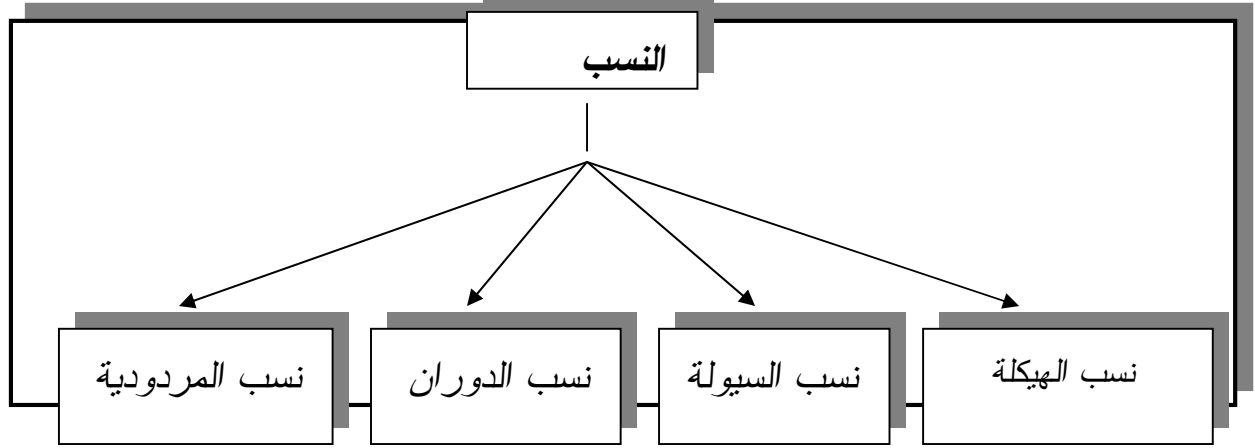 النسب
نسب الهيكلة
نسب السيولة
نسب الدوران
نسب المردودية